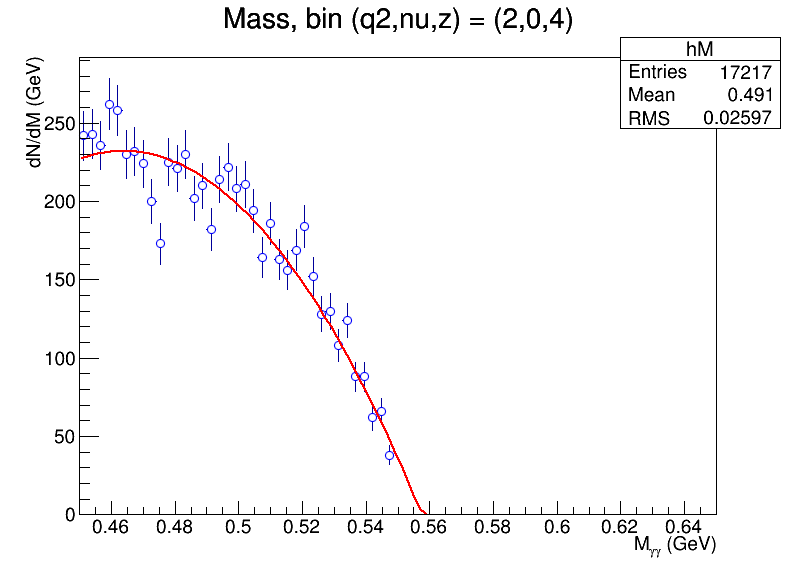 Mass, bin (q2,nu,z) = (2,0,4)
hM
Entries 17217
Mean 0.491
RMS 0.02597
dN/dM (GeV)
250
200
150
100
50
0
0.46 0.48 0.5 0.52 0.54 0.56 0.58 0.6 0.62 0.64
Mγγ (GeV)